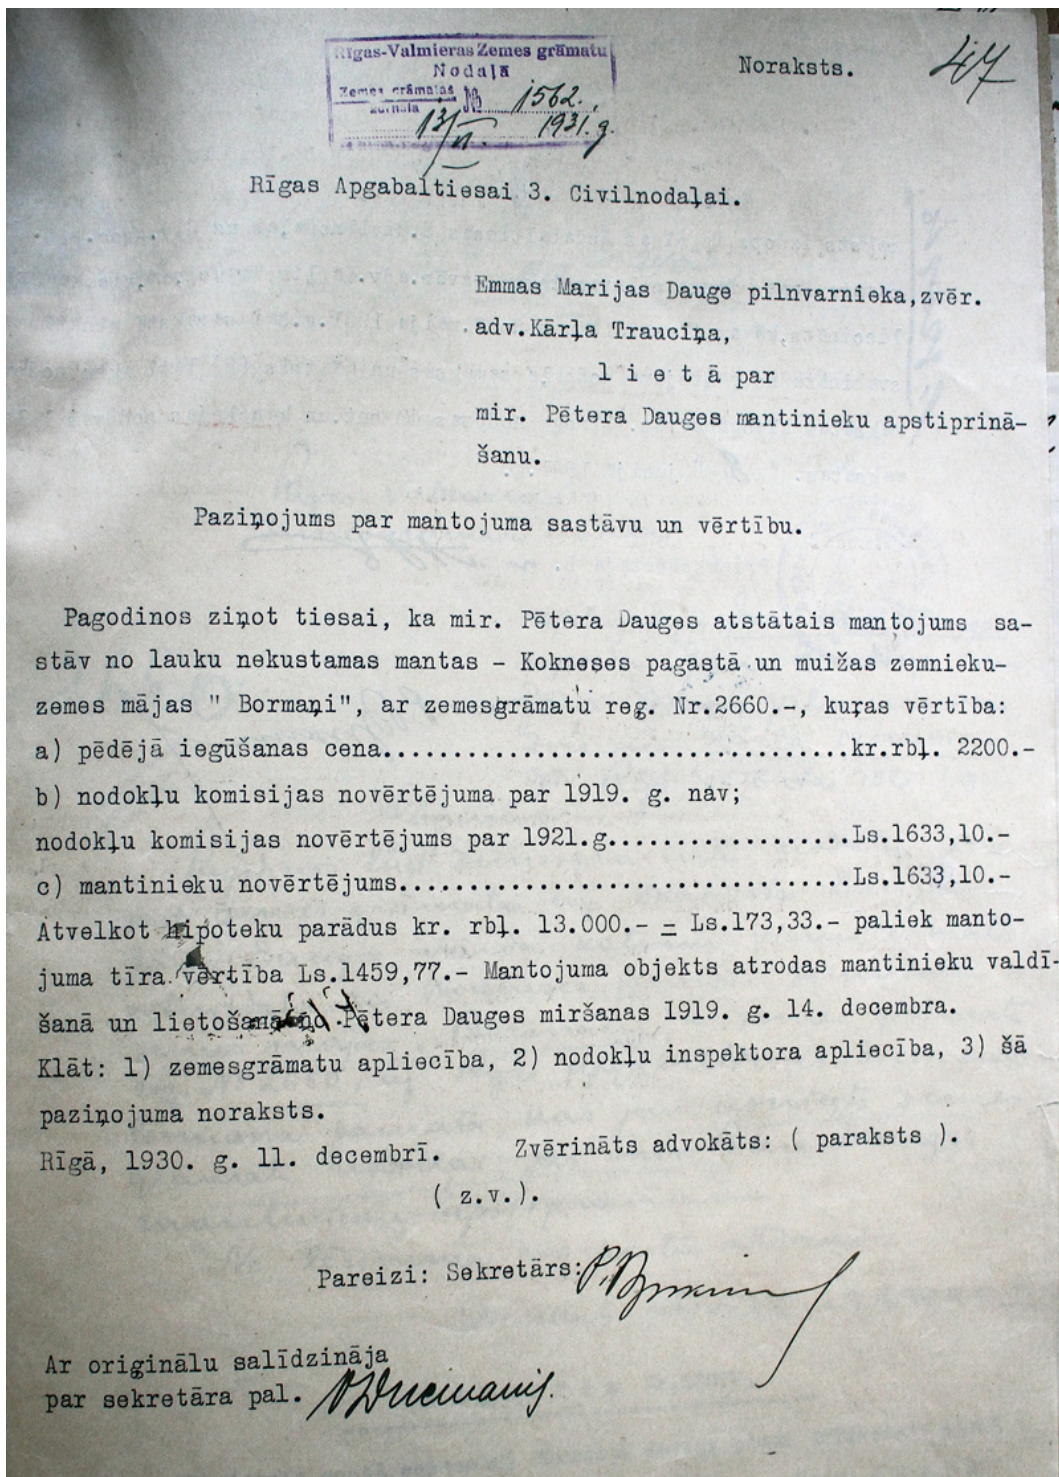 Rīgas-Valmieras Zemes grāmatu
Nodaļā
Noraksts.
47
Zemes grāmatas
žurnala № 1562.
13/VI. 1931. g.
Rīgas Apgabaltiesai 3. Civilnodaļai.
Emmas Marijas Dauge pilnvarnieka,zvēr.
adv.Kārļa Trauciņa,
l i e t ā par
mir. Pētera Dauges mantinieku apstiprinā-
šanu.
Paziņojums par mantojuma sastāvu un vērtību.
Pagodinos ziņot tiesai, ka mir. Pētera Dauges atstātais mantojums sa-
stāv no lauku nekustamas mantas - Kokneses pagastā un muižas zemnieku-
zemes mājas " Bormaņi", ar zemesgrāmatu reg. Nr.2660.-, kuŗas vērtība:
a) pēdējā iegūšanas cena..................................kr.rbļ. 2200.-
b) nodokļu komisijas novērtējuma par 1919. g. nav;
nodokļu komisijas novērtējums par 1921.g..................Ls.1633,10.-
c) mantinieku novērtējums.................................Ls.1633,10.-
Atvelkot hipoteku parādus kr. rbļ. 13.000.- = Ls.173,33.- paliek manto-
juma tīra vērtība Ls.1459,77.- Mantojuma objekts atrodas mantinieku valdī-
šanā un lietošanā no Pētera Dauges miršanas 1919. g. 14. decembra.
Klāt: 1) zemesgrāmatu apliecība, 2) nodokļu inspektora apliecība, 3) šā
paziņojuma noraksts.
Rīgā, 1930. g. 11. decembrī. Zvērināts advokāts: ( paraksts ).
( z.v.).
Pareizi: Sekretārs:
Ar originālu salīdzināja
par sekretāra pal.